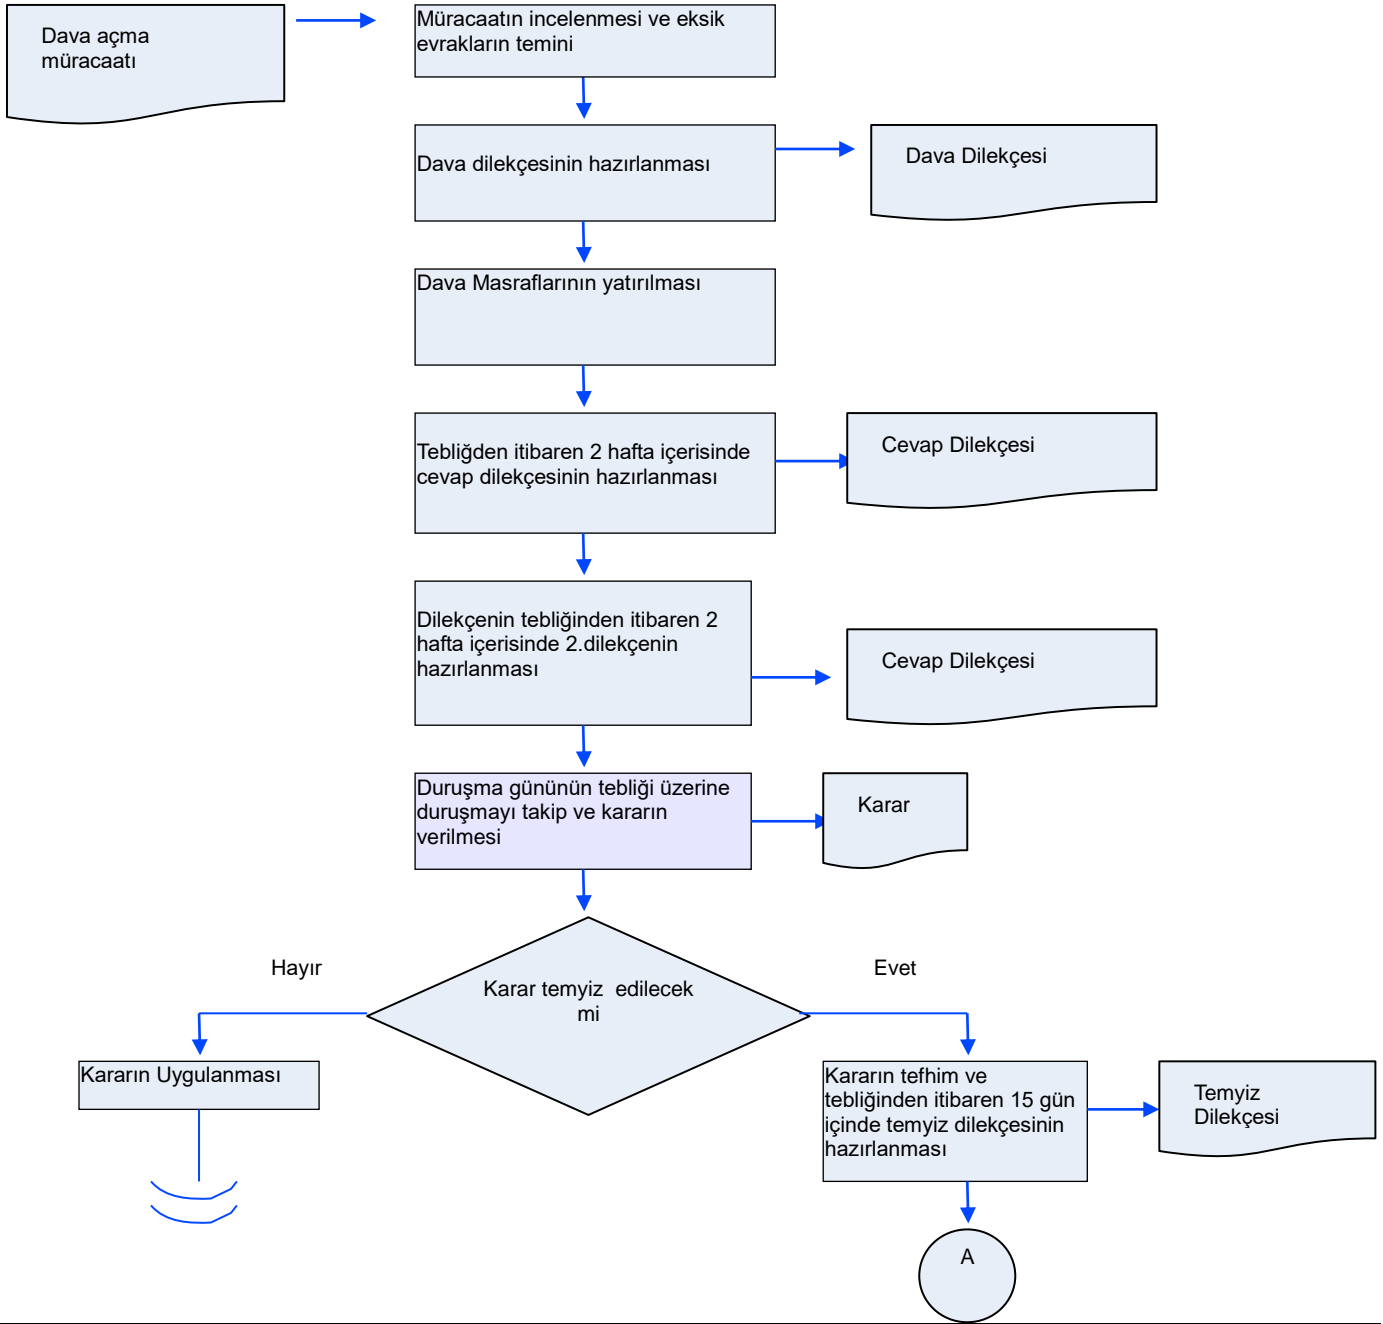 Dava açma
müracaatı
Müracaatın incelenmesi ve eksik
evrakların temini
Dava dilekçesinin hazırlanması
Dava Dilekçesi
Dava Masraflarının yatırılması
Tebliğden itibaren 2 hafta içerisinde
cevap dilekçesinin hazırlanması
Cevap Dilekçesi
Dilekçenin tebliğinden itibaren 2
hafta içerisinde 2.dilekçenin
hazırlanması
Cevap Dilekçesi
Duruşma gününün tebliği üzerine
duruşmayı takip ve kararın
verilmesi
Karar
Hayır
Evet
Karar temyiz  edilecek
mi
Kararın Uygulanması
Kararın tefhim ve
tebliğinden itibaren 15 gün
içinde temyiz dilekçesinin
hazırlanması
Temyiz
Dilekçesi
A